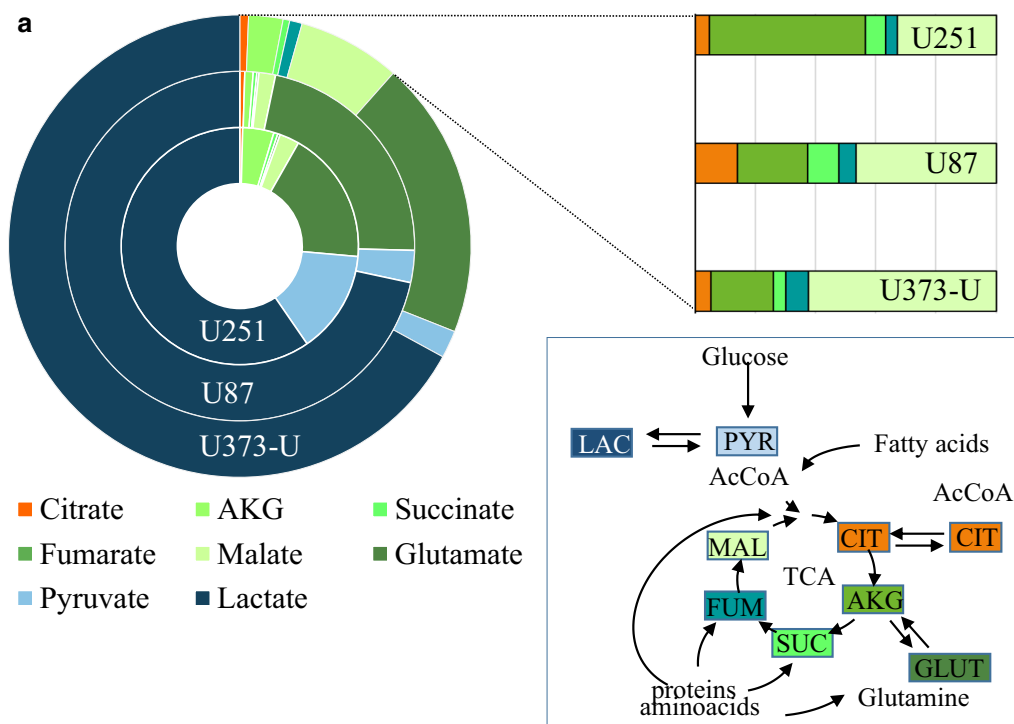 a
U251
U87
U373-U
U251
U87
U373-U
Citrate
AKG
Succinate
Fumarate
Malate
Glutamate
Pyruvate
Lactate
Glucose
LAC
PYR
Fatty acids
AcCoA
AcCoA
MAL
CIT
CIT
TCA
FUM
AKG
SUC
GLUT
proteins
aminoacids
Glutamine